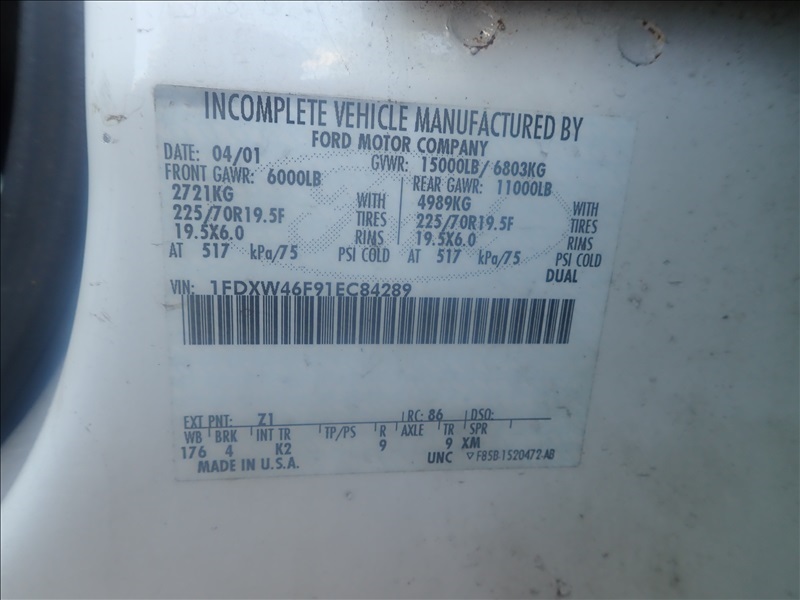 INCOMPLETE VEHICLE MANUFACTURED BY
FORD MOTOR COMPANY
DATE: 04/01 GVWR: 15000LB/ 6803KG
FRONT GAWR: 6000LB REAR GAWR: 11000LB
2721KG WITH 4989KG WITH
225/70R19.5F TIRES 225/70R19.5F TIRES
19.5X6.0 RIMS 19.5X6.0 RIMS
AT 517 kPa/75 PSI COLD AT 517 kPa/75 PSI COLD
DUAL
VIN: 1FDXW46F91EC84289
EXT PNT: Z1 RC: 86 DSO:
WB BRK INT TR TP/PS R AXLE TR SPR
176 4 K2 9 9 XM
MADE IN U.S.A. UNC ▽ F85B-1520472-AB